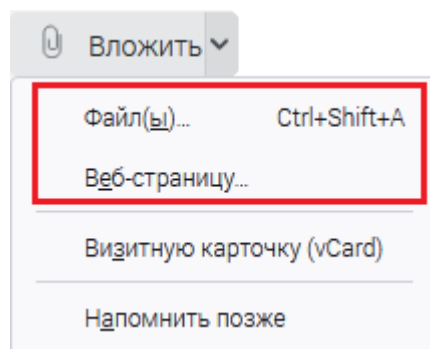 Вложить
Файл(ы)... Ctrl+Shift+A
Веб-страницу...
Визитную карточку (vCard)
Напомнить позже